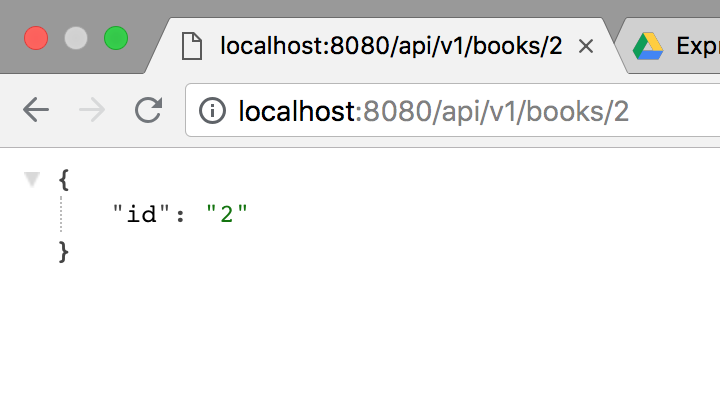 localhost:8080/api/v1/books/2
Expr
localhost:8080/api/v1/books/2
{
"id": "2"
}